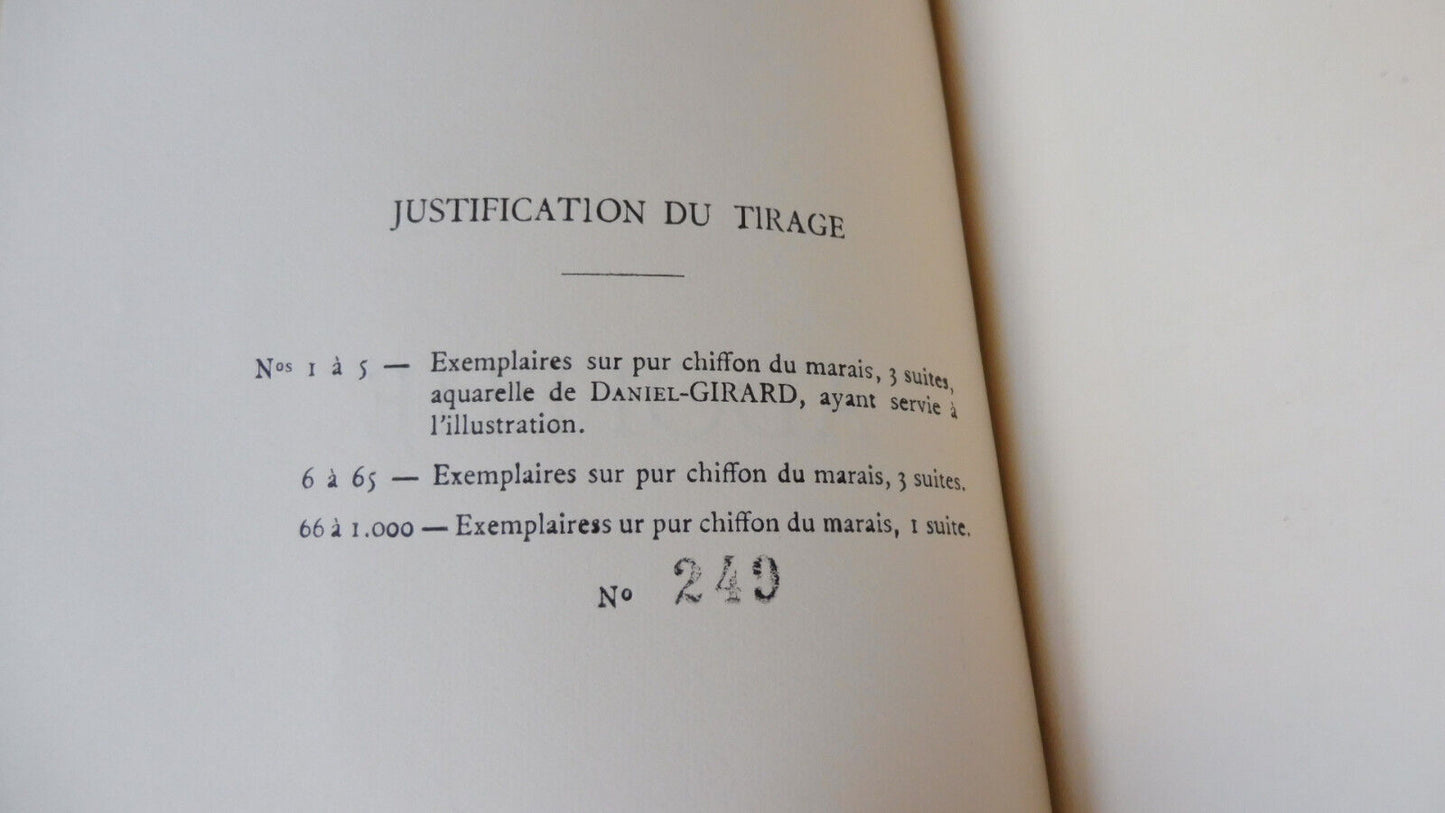 JUSTIFICATION DU TIRAGE
Nos 1 à 5 — Exemplaires sur pur chiffon du marais, 3 suites,
aquarelle de DANIEL-GIRARD, ayant servie à
l'illustration.
6 à 65 — Exemplaires sur pur chiffon du marais, 3 suites.
66 à 1.000 — Exemplairess ur pur chiffon du marais, 1 suite.
No 249